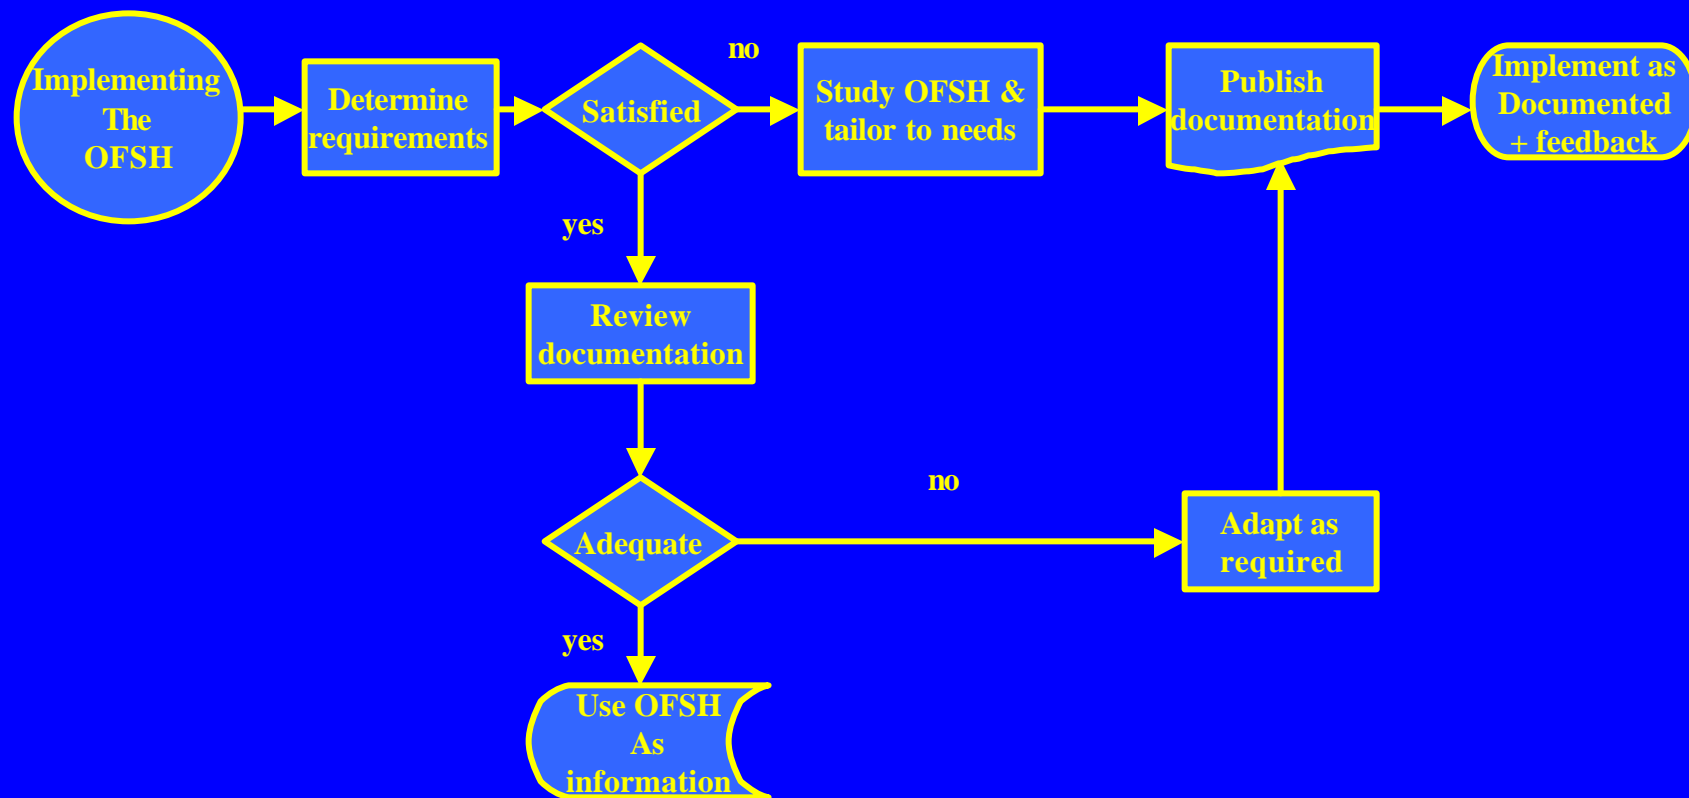 Implementing
The
OFSH
Determine
requirements
Satisfied
no
Study OFSH &
tailor to needs
Publish
documentation
Implement as
Documented
+ feedback
yes
Review
documentation
Adequate
no
Adapt as
required
yes
Use OFSH
As
information